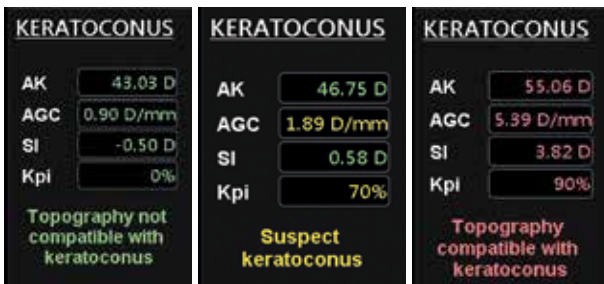 KERATOCONUS
AK 43.03 D
AGC 0.90 D/mm
SI -0.50 D
Kpi 0%
Topography not
compatible with
keratoconus
KERATOCONUS
AK 46.75 D
AGC 1.89 D/mm
SI 0.58 D
Kpi 70%
Suspect
keratoconus
KERATOCONUS
AK 55.06 D
AGC 5.39 D/mm
SI 3.82 D
Kpi 90%
Topography
compatible with
keratoconus